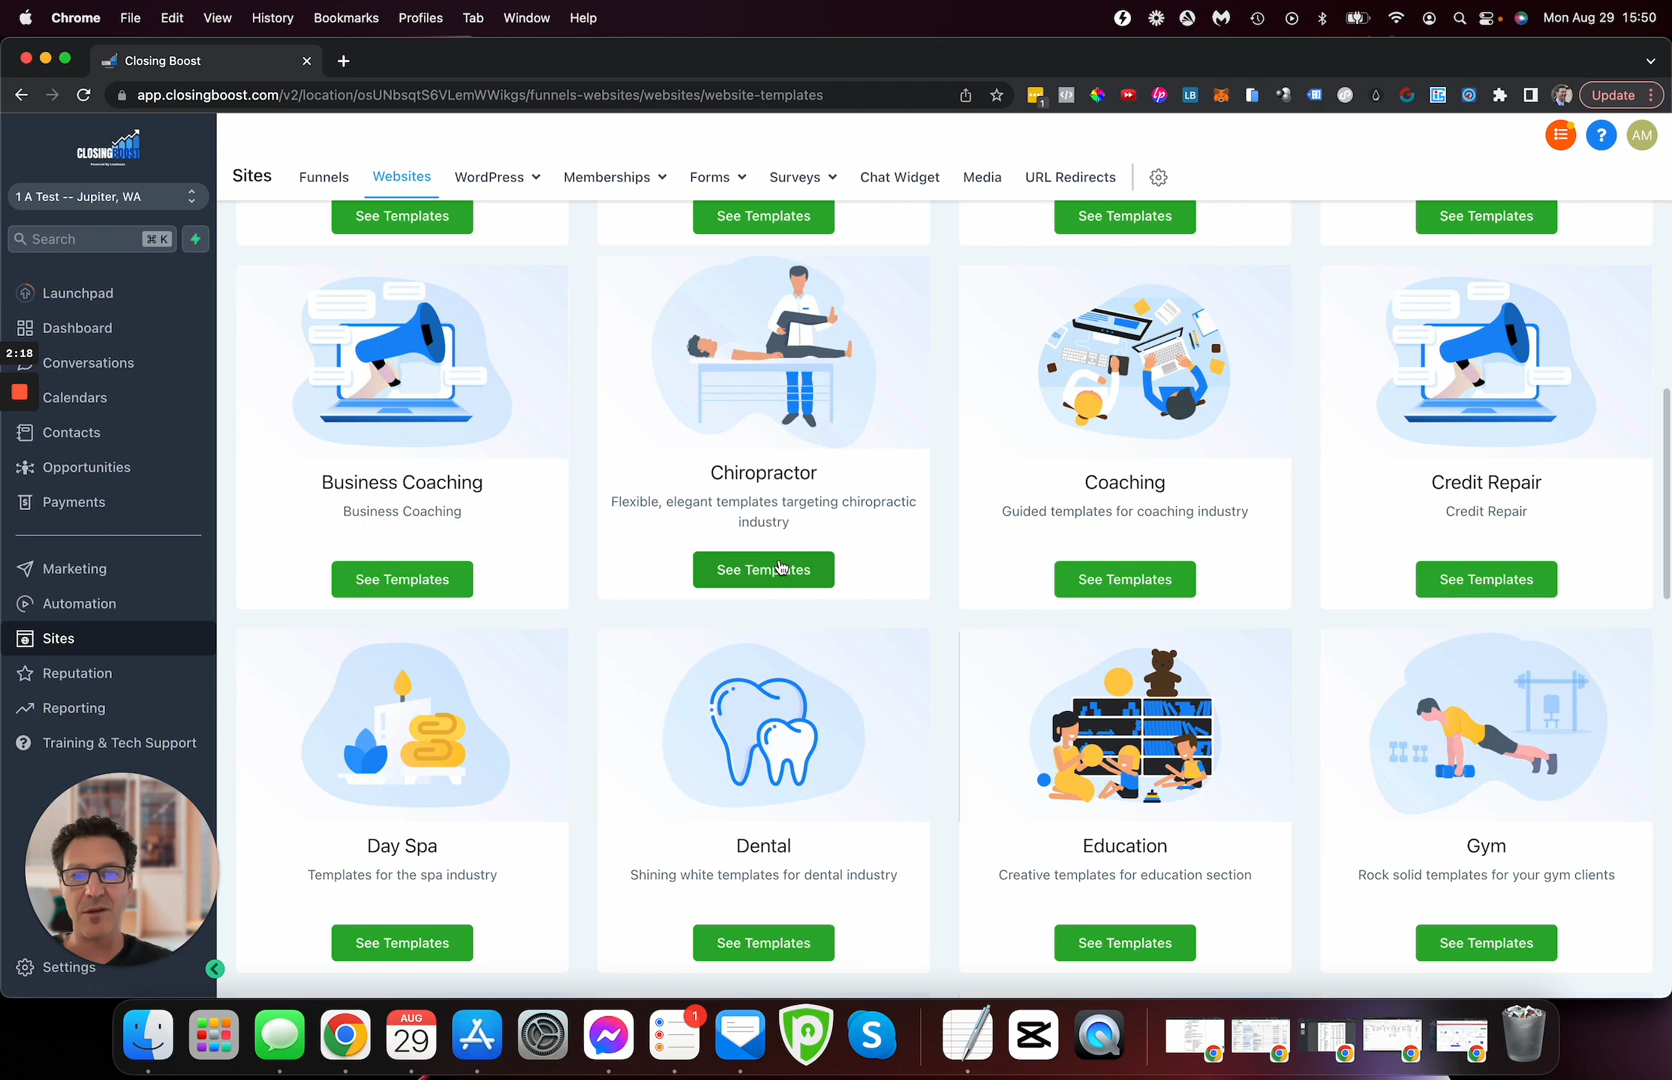 Chrome File Edit View History Bookmarks Profiles Tab Window Help Mon Aug 29 15:50
Closing Boost
app.closingboost.com/v2/location/osUNbsqtS6VLemWWikgs/funnels-websites/websites/website-templates
1 LB Update
CLOSINGBOOST
AM
Sites Funnels Websites WordPress Memberships Forms Surveys Chat Widget Media URL Redirects
1 A Test -- Jupiter, WA
Search ⌘ K
See Templates See Templates See Templates See Templates
Launchpad
Dashboard
2:18
Conversations
Calendars
Contacts
Opportunities
Payments
Marketing
Automation
Sites
Reputation
Reporting
Training & Tech Support
Settings
Business Coaching
Business Coaching
See Templates
Chiropractor
Flexible, elegant templates targeting chiropractic
industry
See Templates
Coaching
Guided templates for coaching industry
See Templates
Credit Repair
Credit Repair
See Templates
Day Spa
Templates for the spa industry
See Templates
Dental
Shining white templates for dental industry
See Templates
Education
Creative templates for education section
See Templates
Gym
Rock solid templates for your gym clients
See Templates
AUG
29
1